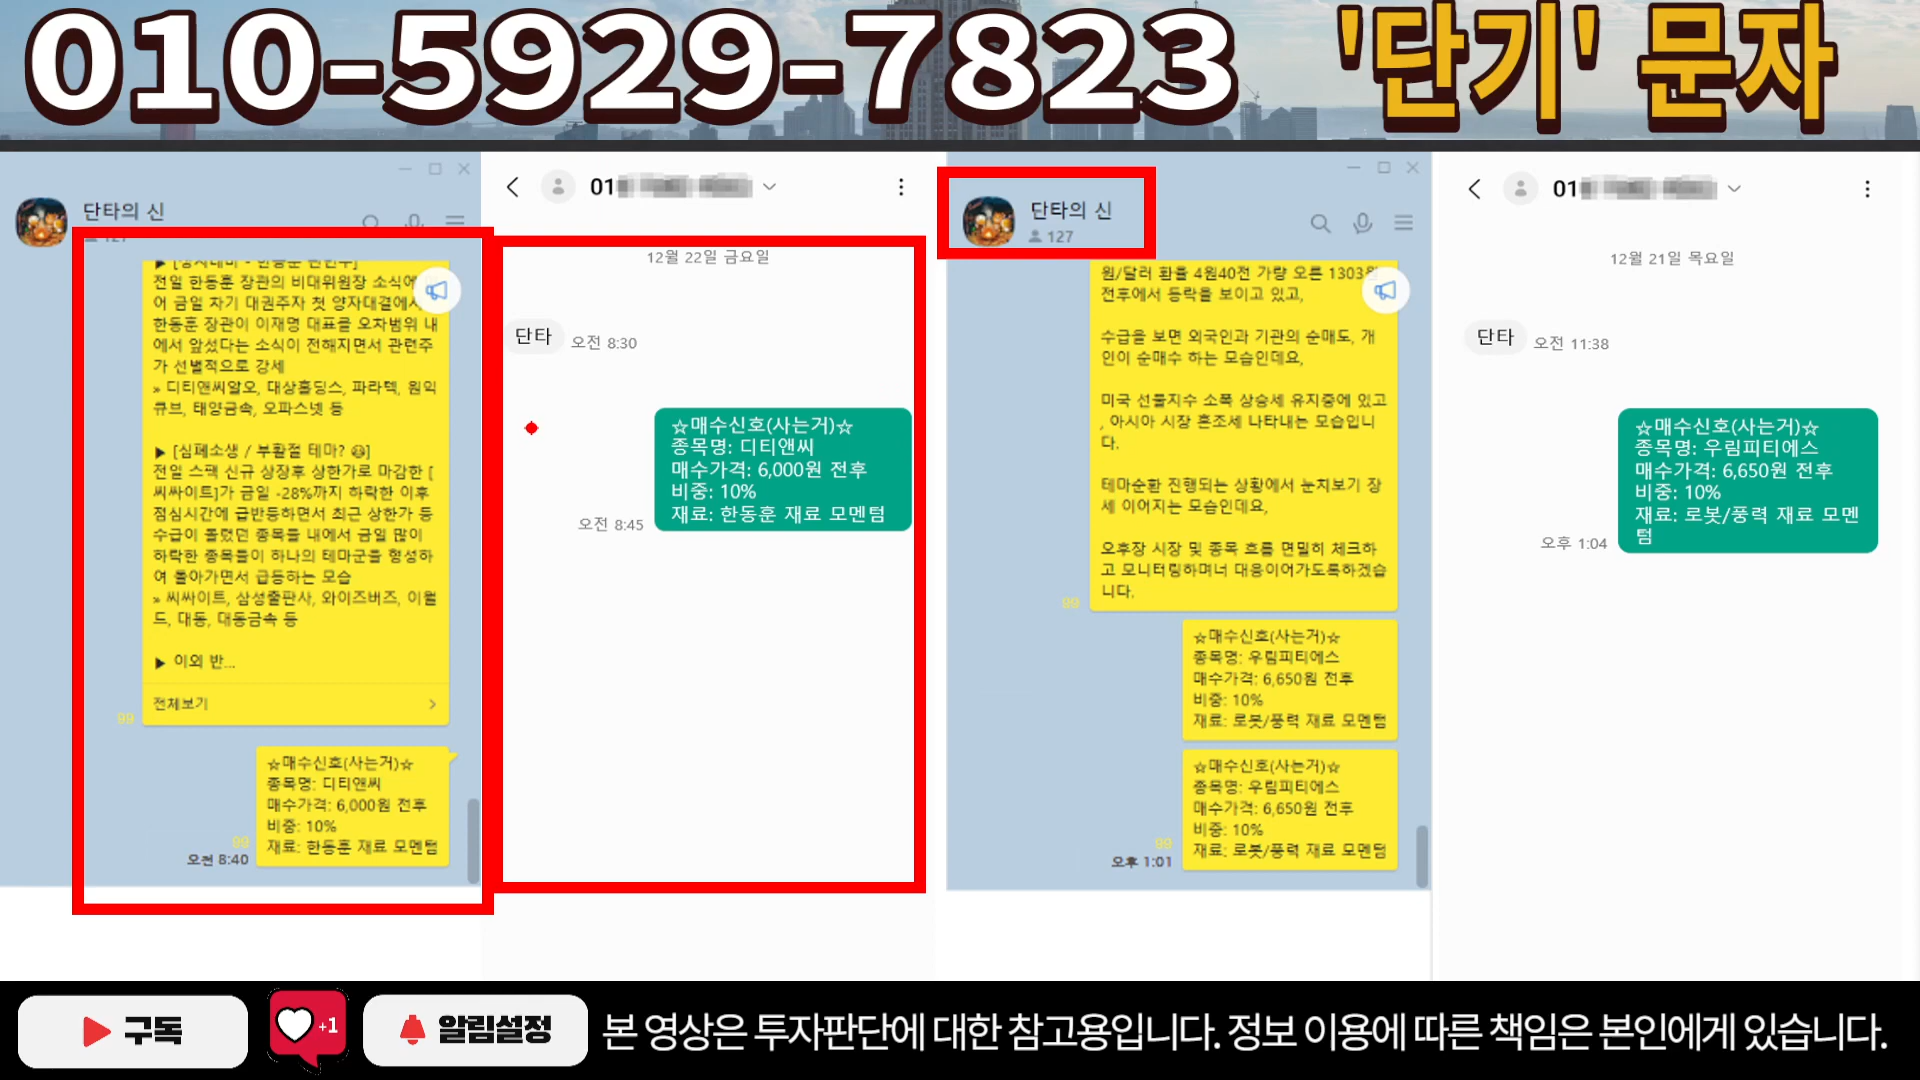 010-5929-7823 '단기' 문자
단타의 신
전일 한동훈 장관의 비대위원장 소식에
어 금일 차기 대권주자 첫 양자대결에서
한동훈 장관이 이재명 대표를 오차범위 내
에서 앞섰다는 소식이 전해지면서 관련주
가 선별적으로 강세
» 디티앤씨알오, 대상홀딩스, 파라텍, 원익
큐브, 태양금속, 오파스넷 등
▶ [심폐소생 / 부활절 테마? 😆]
전일 스팩 신규 상장후 상한가로 마감한 [
씨싸이트]가 금일 -28%까지 하락한 이후
점심시간에 급반등하면서 최근 상한가 등
수급이 몰렸던 종목들 내에서 금일 많이
하락한 종목들이 하나의 테마군을 형성하
여 돌아가면서 급등하는 모습
» 씨싸이트, 삼성출판사, 와이즈버즈, 이월
드, 대동, 대동금속 등
▶ 이외 반...
전체보기
99
☆매수신호(사는거)☆
종목명: 디티앤씨
매수가격: 6,000원 전후
비중: 10%
재료: 한동훈 재료 모멘텀
99
오전 8:40
01
12월 22일 금요일
단타 오전 8:30
☆매수신호(사는거)☆
종목명: 디티앤씨
매수가격: 6,000원 전후
비중: 10%
재료: 한동훈 재료 모멘텀
오전 8:45
단타의 신
127
원/달러 환율 4원40전 가량 오른 1303원
전후에서 등락을 보이고 있고,
수급을 보면 외국인과 기관의 순매도, 개
인이 순매수 하는 모습인데요,
미국 선물지수 소폭 상승세 유지중에 있고
, 아시아 시장 혼조세 나타내는 모습입니
다.
테마순환 진행되는 상황에서 눈치보기 장
세 이어지는 모습인데요,
오후장 시장 및 종목 흐름 면밀히 체크하
고 모니터링하며너 대응이어가도록하겠습
니다.
99
☆매수신호(사는거)☆
종목명: 우림피티에스
매수가격: 6,650원 전후
비중: 10%
재료: 로봇/풍력 재료 모멘텀
☆매수신호(사는거)☆
종목명: 우림피티에스
매수가격: 6,650원 전후
비중: 10%
재료: 로봇/풍력 재료 모멘텀
99
오후 1:01
01
12월 21일 목요일
단타 오전 11:38
☆매수신호(사는거)☆
종목명: 우림피티에스
매수가격: 6,650원 전후
비중: 10%
재료: 로봇/풍력 재료 모멘
텀
오후 1:04
구독
+1
알림설정
본 영상은 투자판단에 대한 참고용입니다. 정보 이용에 따른 책임은 본인에게 있습니다.